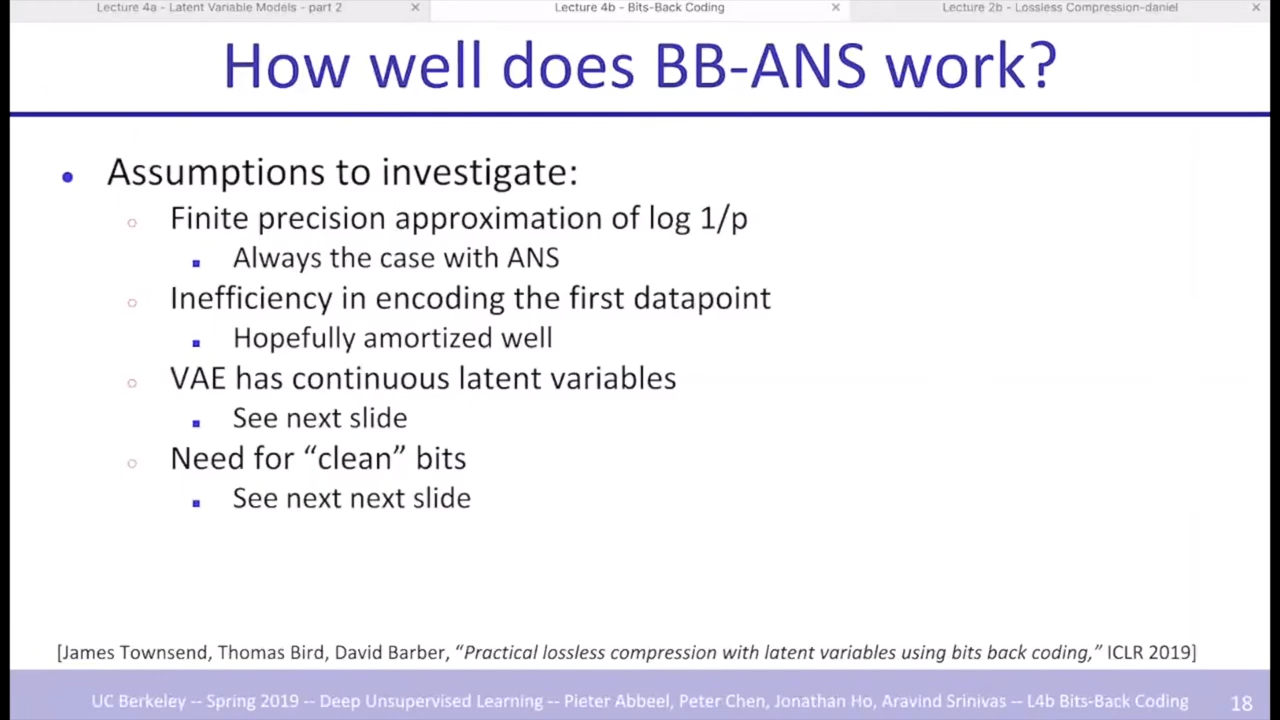 Lecture 4a - Latent Variable Models - part 2 × Lecture 4b - Bits-Back Coding × Lecture 2b - Lossless Compression-daniel ×
How well does BB-ANS work?
• Assumptions to investigate:
○ Finite precision approximation of log 1/p
▪ Always the case with ANS
○ Inefficiency in encoding the first datapoint
▪ Hopefully amortized well
○ VAE has continuous latent variables
▪ See next slide
○ Need for “clean” bits
▪ See next next slide
[James Townsend, Thomas Bird, David Barber, “Practical lossless compression with latent variables using bits back coding,” ICLR 2019]
UC Berkeley -- Spring 2019 -- Deep Unsupervised Learning -- Pieter Abbeel, Peter Chen, Jonathan Ho, Aravind Srinivas -- L4b Bits-Back Coding 18